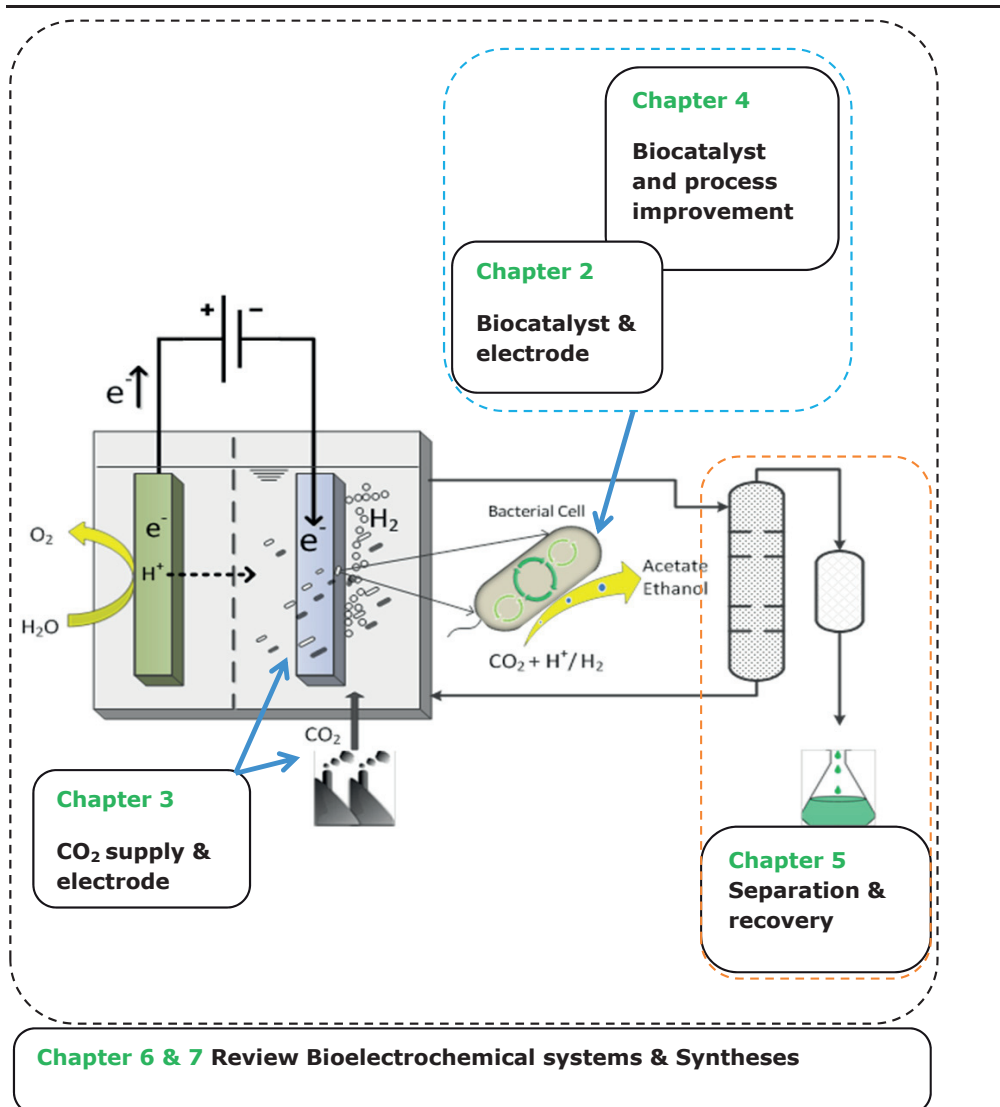 Chapter 4
Biocatalyst
and process
improvement
Chapter 2
Biocatalyst &
electrode
+ −
e⁻
O₂
H₂O
e⁻
H⁺
e⁻
H₂
Bacterial Cell
Acetate
Ethanol
CO₂ + H⁺/ H₂
CO₂
Chapter 3
CO₂ supply &
electrode
Chapter 5
Separation &
recovery
Chapter 6 & 7 Review Bioelectrochemical systems & Syntheses